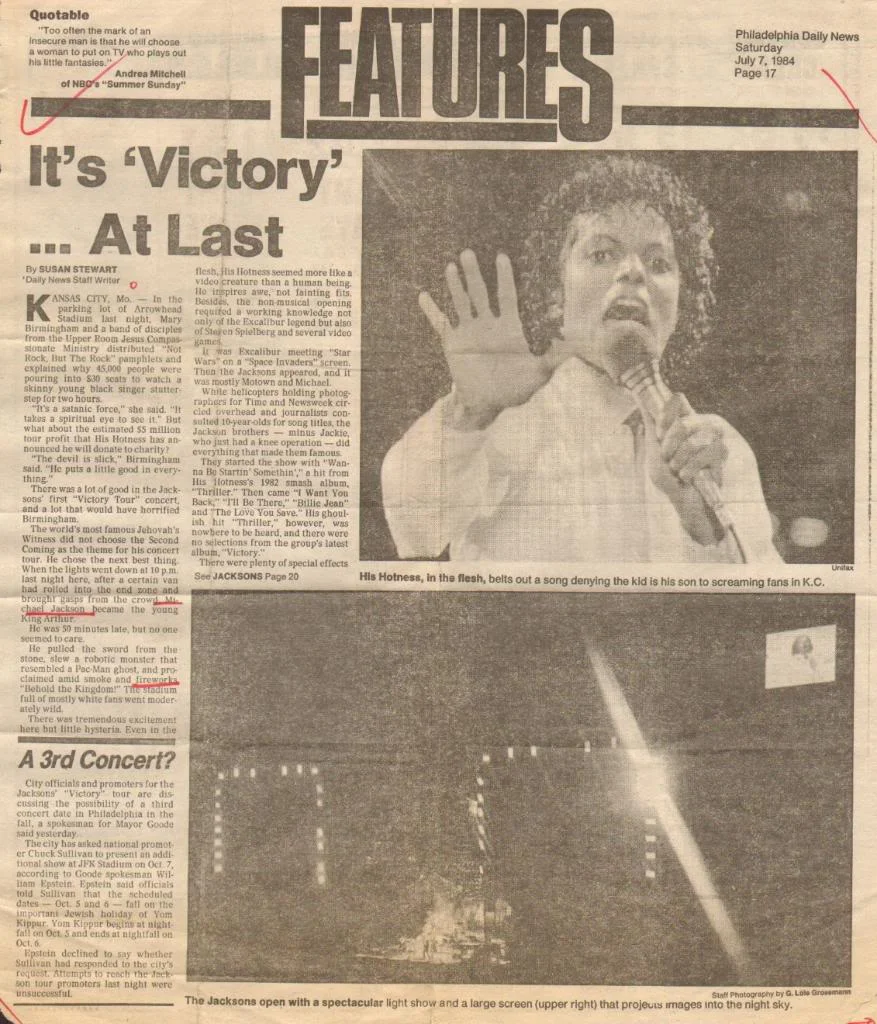 Quotable
"Too often the mark of an
insecure man is that he will choose
a woman to put on TV who plays out
his little fantasies."
Andrea Mitchell
of NBC's "Summer Sunday"
FEATURES
Philadelphia Daily News
Saturday
July 7, 1984
Page 17
It's 'Victory'
... At Last
By SUSAN STEWART
Daily News Staff Writer
KANSAS CITY, Mo. — In the
parking lot of Arrowhead
Stadium last night, Mary
Birmingham and a band of disciples
from the Upper Room Jesus Compas-
sionate Ministry distributed "Not
Rock, But The Rock" pamphlets and
explained why 45,000 people were
pouring into $30 seats to watch a
skinny young black singer stutter-
step for two hours.
"It's a satanic force," she said. "It
takes a spiritual eye to see it." But
what about the estimated $5 million
tour profit that His Hotness has an-
nounced he will donate to charity?
"The devil is slick," Birmingham
said. "He puts a little good in every-
thing."
There was a lot of good in the Jack-
sons' first "Victory Tour" concert,
and a lot that would have horrified
Birmingham.
The world's most famous Jehovah's
Witness did not choose the Second
Coming as the theme for his concert
tour. He chose the next best thing.
When the lights went down at 10 p.m.
last night here, after a certain van
had rolled into the end zone and
brought gasps from the crowd, Mi-
chael Jackson became the young
King Arthur.
He was 50 minutes late, but no one
seemed to care.
He pulled the sword from the
stone, slew a robotic monster that
resembled a Pac-Man ghost, and pro-
claimed amid smoke and fireworks
"Behold the Kingdom!" The stadium
full of mostly white fans went moder-
ately wild.
There was tremendous excitement
here but little hysteria. Even in the
flesh, His Hotness seemed more like a
video creature than a human being.
He inspires awe, not fainting fits.
Besides, the non-musical opening
required a working knowledge not
only of the Excalibur legend but also
of Steven Spielberg and several video
games.
It was Excalibur meeting "Star
Wars" on a "Space Invaders" screen.
Then the Jacksons appeared, and it
was mostly Motown and Michael.
While helicopters holding photog-
raphers for Time and Newsweek cir-
cled overhead and journalists con-
sulted 10-year-olds for song titles, the
Jackson brothers — minus Jackie,
who just had a knee operation — did
everything that made them famous.
They started the show with "Wan-
na Be Startin' Somethin'," a hit from
His Hotness's 1982 smash album,
"Thriller." Then came "I Want You
Back," "I'll Be There," "Billie Jean"
and "The Love You Save." His ghoul-
ish hit "Thriller," however, was
nowhere to be heard, and there were
no selections from the group's latest
album, "Victory."
There were plenty of special effects
See JACKSONS Page 20
Unifax
His Hotness, in the flesh, belts out a song denying the kid is his son to screaming fans in K.C.
A 3rd Concert?
City officials and promoters for the
Jacksons' "Victory" tour are dis-
cussing the possibility of a third
concert date in Philadelphia in the
fall, a spokesman for Mayor Goode
said yesterday.
The city has asked national promot-
er Chuck Sullivan to present an addi-
tional show at JFK Stadium on Oct. 7,
according to Goode spokesman Wil-
liam Epstein. Epstein said officials
told Sullivan that the scheduled
dates — Oct. 5 and 6 — fall on the
important Jewish holiday of Yom
Kippur. Yom Kippur begins at night-
fall on Oct. 5 and ends at nightfall on
Oct. 6.
Epstein declined to say whether
Sullivan had responded to the city's
request. Attempts to reach the Jack-
son tour promoters last night were
unsuccessful.
Staff Photography by G. Lois Grossmann
The Jacksons open with a spectacular light show and a large screen (upper right) that projects images into the night sky.